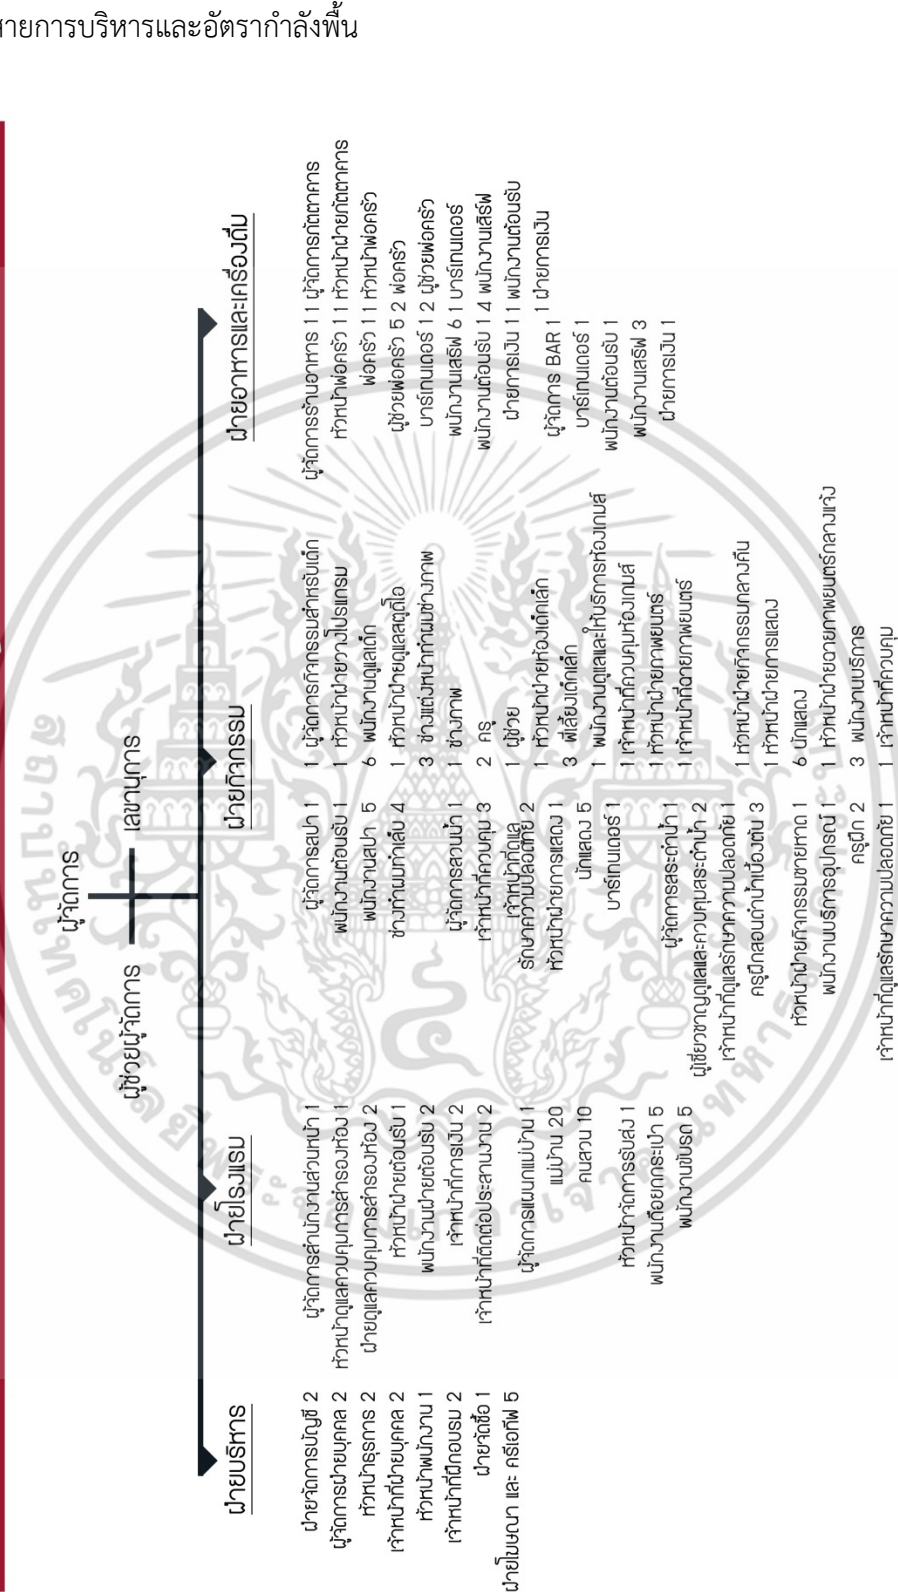 สายการบริหารและอัตรากำลังพื้น
ผู้จัดการ
ผู้ช่วยผู้จัดการ
เลขานุการ
ฝ่ายบริหาร
ฝ่ายจัดการบัญชี 2
ผู้จัดการฝ่ายบุคคล 2
หัวหน้าธุรการ 2
เจ้าหน้าที่ฝ่ายบุคคล 2
หัวหน้าพนักงาน 1
เจ้าหน้าที่ฝึกอบรม 2
ฝ่ายจัดซื้อ 1
ฝ่ายโฆษณา และ ครีเอทีฟ 5
ฝ่ายโรงแรม
ผู้จัดการสำนักงานส่วนหน้า 1
หัวหน้าดูแลควบคุมการสำรองห้อง 1
ฝ่ายดูแลควบคุมการสำรองห้อง 2
หัวหน้าฝ่ายต้อนรับ 1
พนักงานฝ่ายต้อนรับ 2
เจ้าหน้าที่การเงิน 2
เจ้าหน้าที่ติดต่อประสานงาน 2
ผู้จัดการแผนกแม่บ้าน 1
แม่บ้าน 20
คนสวน 10
หัวหน้าจัดการรับส่ง 1
พนักงานถือยกกระเป๋า 5
พนักงานขับรถ 5
ฝ่ายกิจกรรม
ผู้จัดการสปา 1
พนักงานต้อนรับ 1
พนักงานสปา 5
ช่างทำผมทำเล็บ 4
ผู้จัดการสวนน้ำ 1
เจ้าหน้าที่ควบคุม 3
เจ้าหน้าที่ดูแล
รักษาความปลอดภัย 2
หัวหน้าฝ่ายการแสดง 1
นักแสดง 5
บาร์เทนเดอร์ 1
ผู้จัดการสระดำน้ำ 1
ผู้เชี่ยวชาญดูแลและควบคุมสระดำน้ำ 2
เจ้าหน้าที่ดูแลรักษาความปลอดภัย 1
ครูฝึกสอนดำน้ำเบื้องต้น 3
หัวหน้าฝ่ายกิจกรรมชายหาด 1
พนักงานบริการอุปกรณ์ 1
ครูฝึก 2
เจ้าหน้าที่ดูแลรักษาความปลอดภัย 1
1 ผู้จัดการกิจกรรมสำหรับเด็ก
1 หัวหน้าฝ่ายวางโปรแกรม
6 พนักงานดูแลเด็ก
1 หัวหน้าฝ่ายดูแลสตูดิโอ
3 ช่างแต่งหน้าทำผมช่างภาพ
1 ช่างภาพ
2 ครู
1 ผู้ช่วย
1 หัวหน้าฝ่ายห้องเด็กเล็ก
3 พี่เลี้ยงเด็กเล็ก
1 พนักงานดูแลและให้บริการห้องเกมส์
1 เจ้าหน้าที่ควบคุมห้องเกมส์
1 หัวหน้าฝ่ายภาพยนตร์
1 เจ้าหน้าที่ฉายภาพยนตร์
1 หัวหน้าฝ่ายกิจกรรมกลางคืน
1 หัวหน้าฝ่ายการแสดง
6 นักแสดง
1 หัวหน้าฝ่ายฉายภาพยนตร์กลางแจ้ง
3 พนักงานบริการ
1 เจ้าหน้าที่ควบคุม
ฝ่ายอาหารและเครื่องดื่ม
ผู้จัดการร้านอาหาร 1
หัวหน้าพ่อครัว 1
พ่อครัว 1
ผู้ช่วยพ่อครัว 5
บาร์เทนเดอร์ 1
พนักงานเสริฟ 6
พนักงานต้อนรับ 1
ฝ่ายการเงิน 1
ผู้จัดการ BAR 1
บาร์เทนเดอร์ 1
พนักงานต้อนรับ 1
พนักงานเสริฟ 3
ฝ่ายการเงิน 1
1 ผู้จัดการภัตตาคาร
1 หัวหน้าฝ่ายภัตตาคาร
1 หัวหน้าพ่อครัว
2 พ่อครัว
2 ผู้ช่วยพ่อครัว
1 บาร์เทนเดอร์
4 พนักงานเสิร์ฟ
1 พนักงานต้อนรับ
1 ฝ่ายการเงิน
สถาบันเทคโนโลยีพระจอมเกล้าเจ้าคุณทหาร